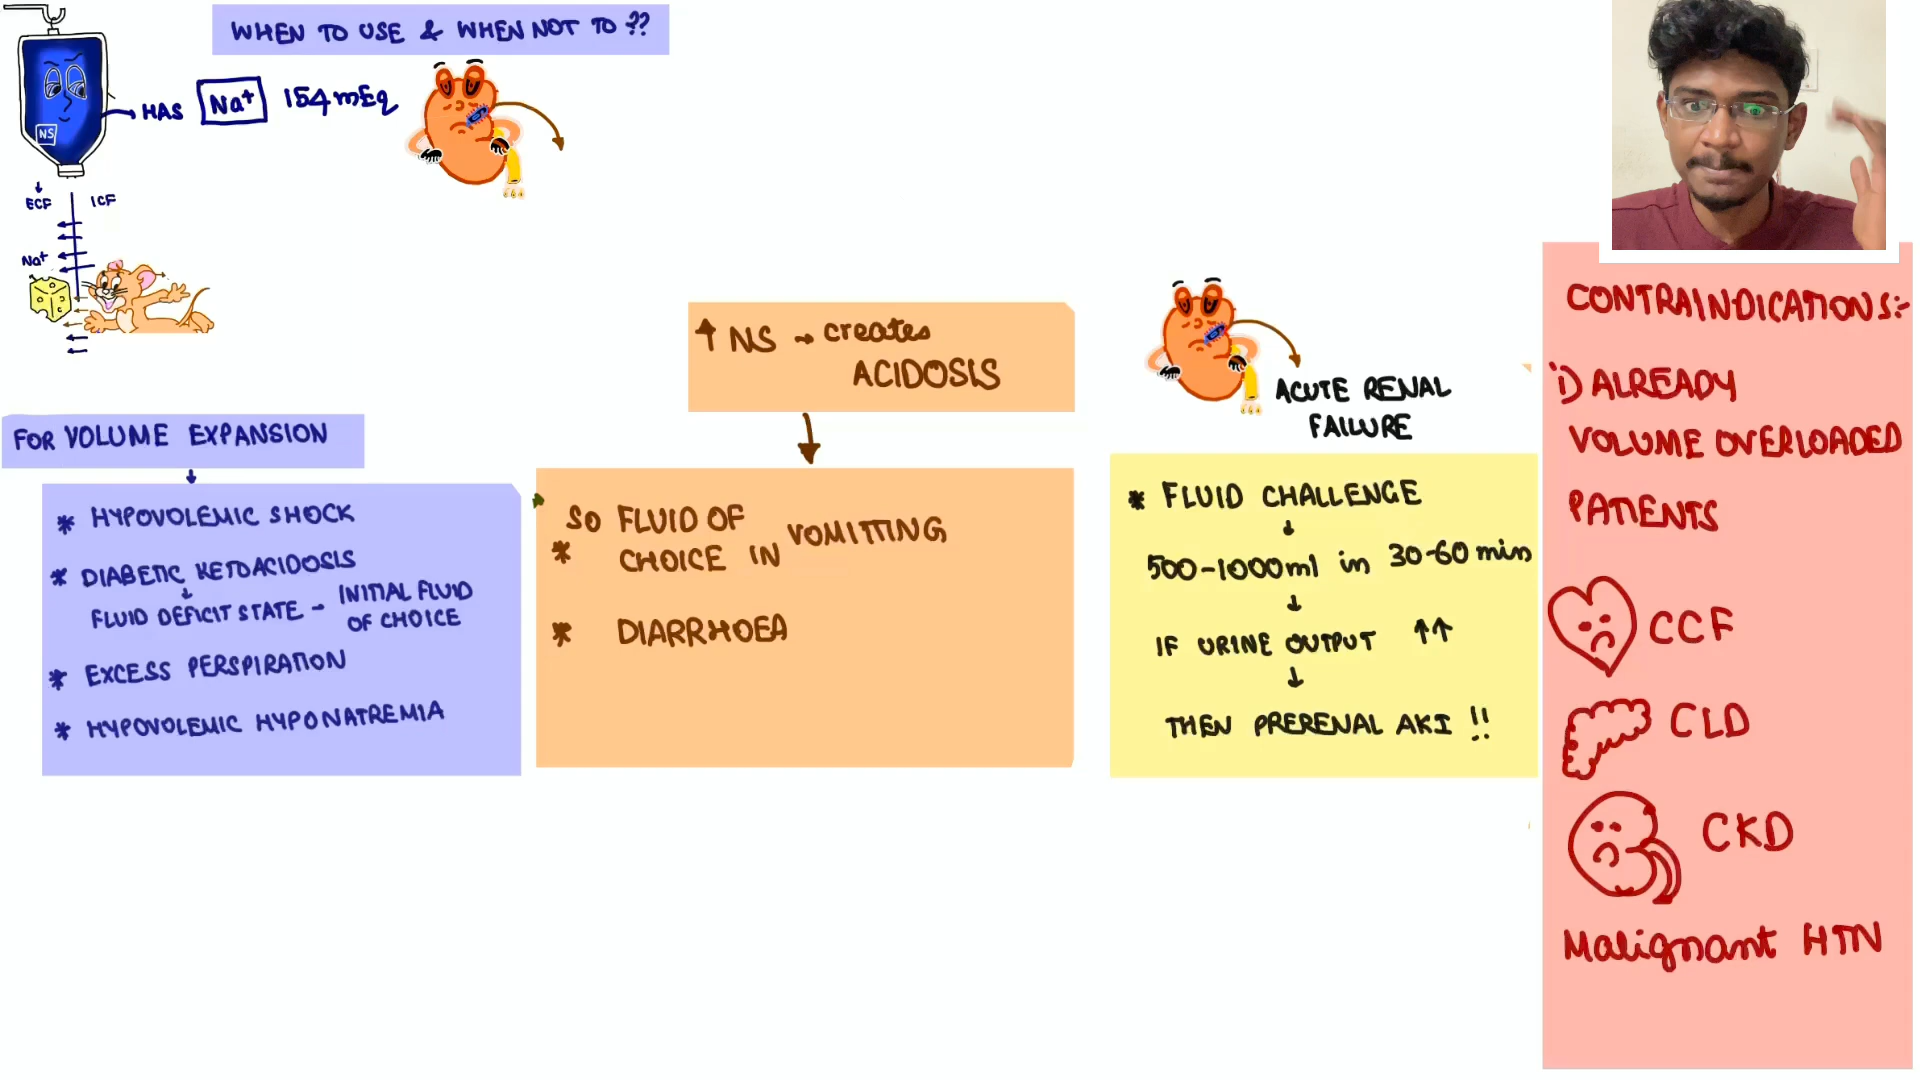 WHEN TO USE & WHEN NOT TO ??
HAS Na+ 154 mEq
NS
ECF ICF
Na+
FOR VOLUME EXPANSION
* HYPOVOLEMIC SHOCK
* DIABETIC KETOACIDOSIS
FLUID DEFICIT STATE - INITIAL FLUID
OF CHOICE
* EXCESS PERSPIRATION
* HYPOVOLEMIC HYPONATREMIA
↑ NS → creates
ACIDOSIS
SO FLUID OF
* CHOICE IN VOMITTING
* DIARRHOEA
ACUTE RENAL
FAILURE
* FLUID CHALLENGE
500-1000ml in 30-60 min
IF URINE OUTPUT ↑↑
THEN PRERENAL AKI !!
CONTRAINDICATIONS:-
i) ALREADY
VOLUME OVERLOADED
PATIENTS
CCF
CLD
CKD
Malignant HTN